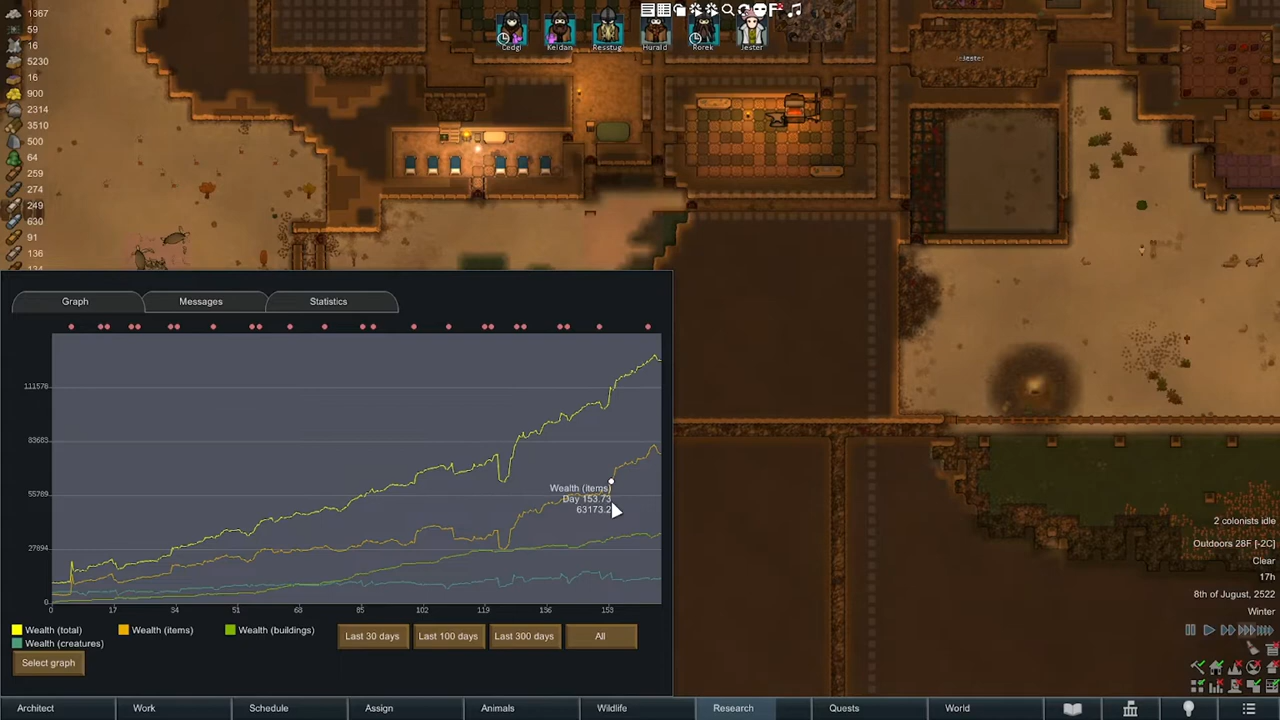 1367
59
16
5230
16
900
2314
3510
500
64
259
274
249
630
91
136
Cedgi
Keldan
Resstug
Hurald
Rorek
Jester
Jester
Graph
Messages
Statistics
111578
83683
55789
27894
0
Wealth (items)
Day 153.73
63173.2
0
17
34
51
68
85
102
119
136
153
Wealth (total)
Wealth (items)
Wealth (buildings)
Wealth (creatures)
Last 30 days
Last 100 days
Last 300 days
All
Select graph
2 colonists idle
Outdoors 28F [-2C]
Clear
17h
8th of August, 2522
Winter
Architect
Work
Schedule
Assign
Animals
Wildlife
Research
Quests
World